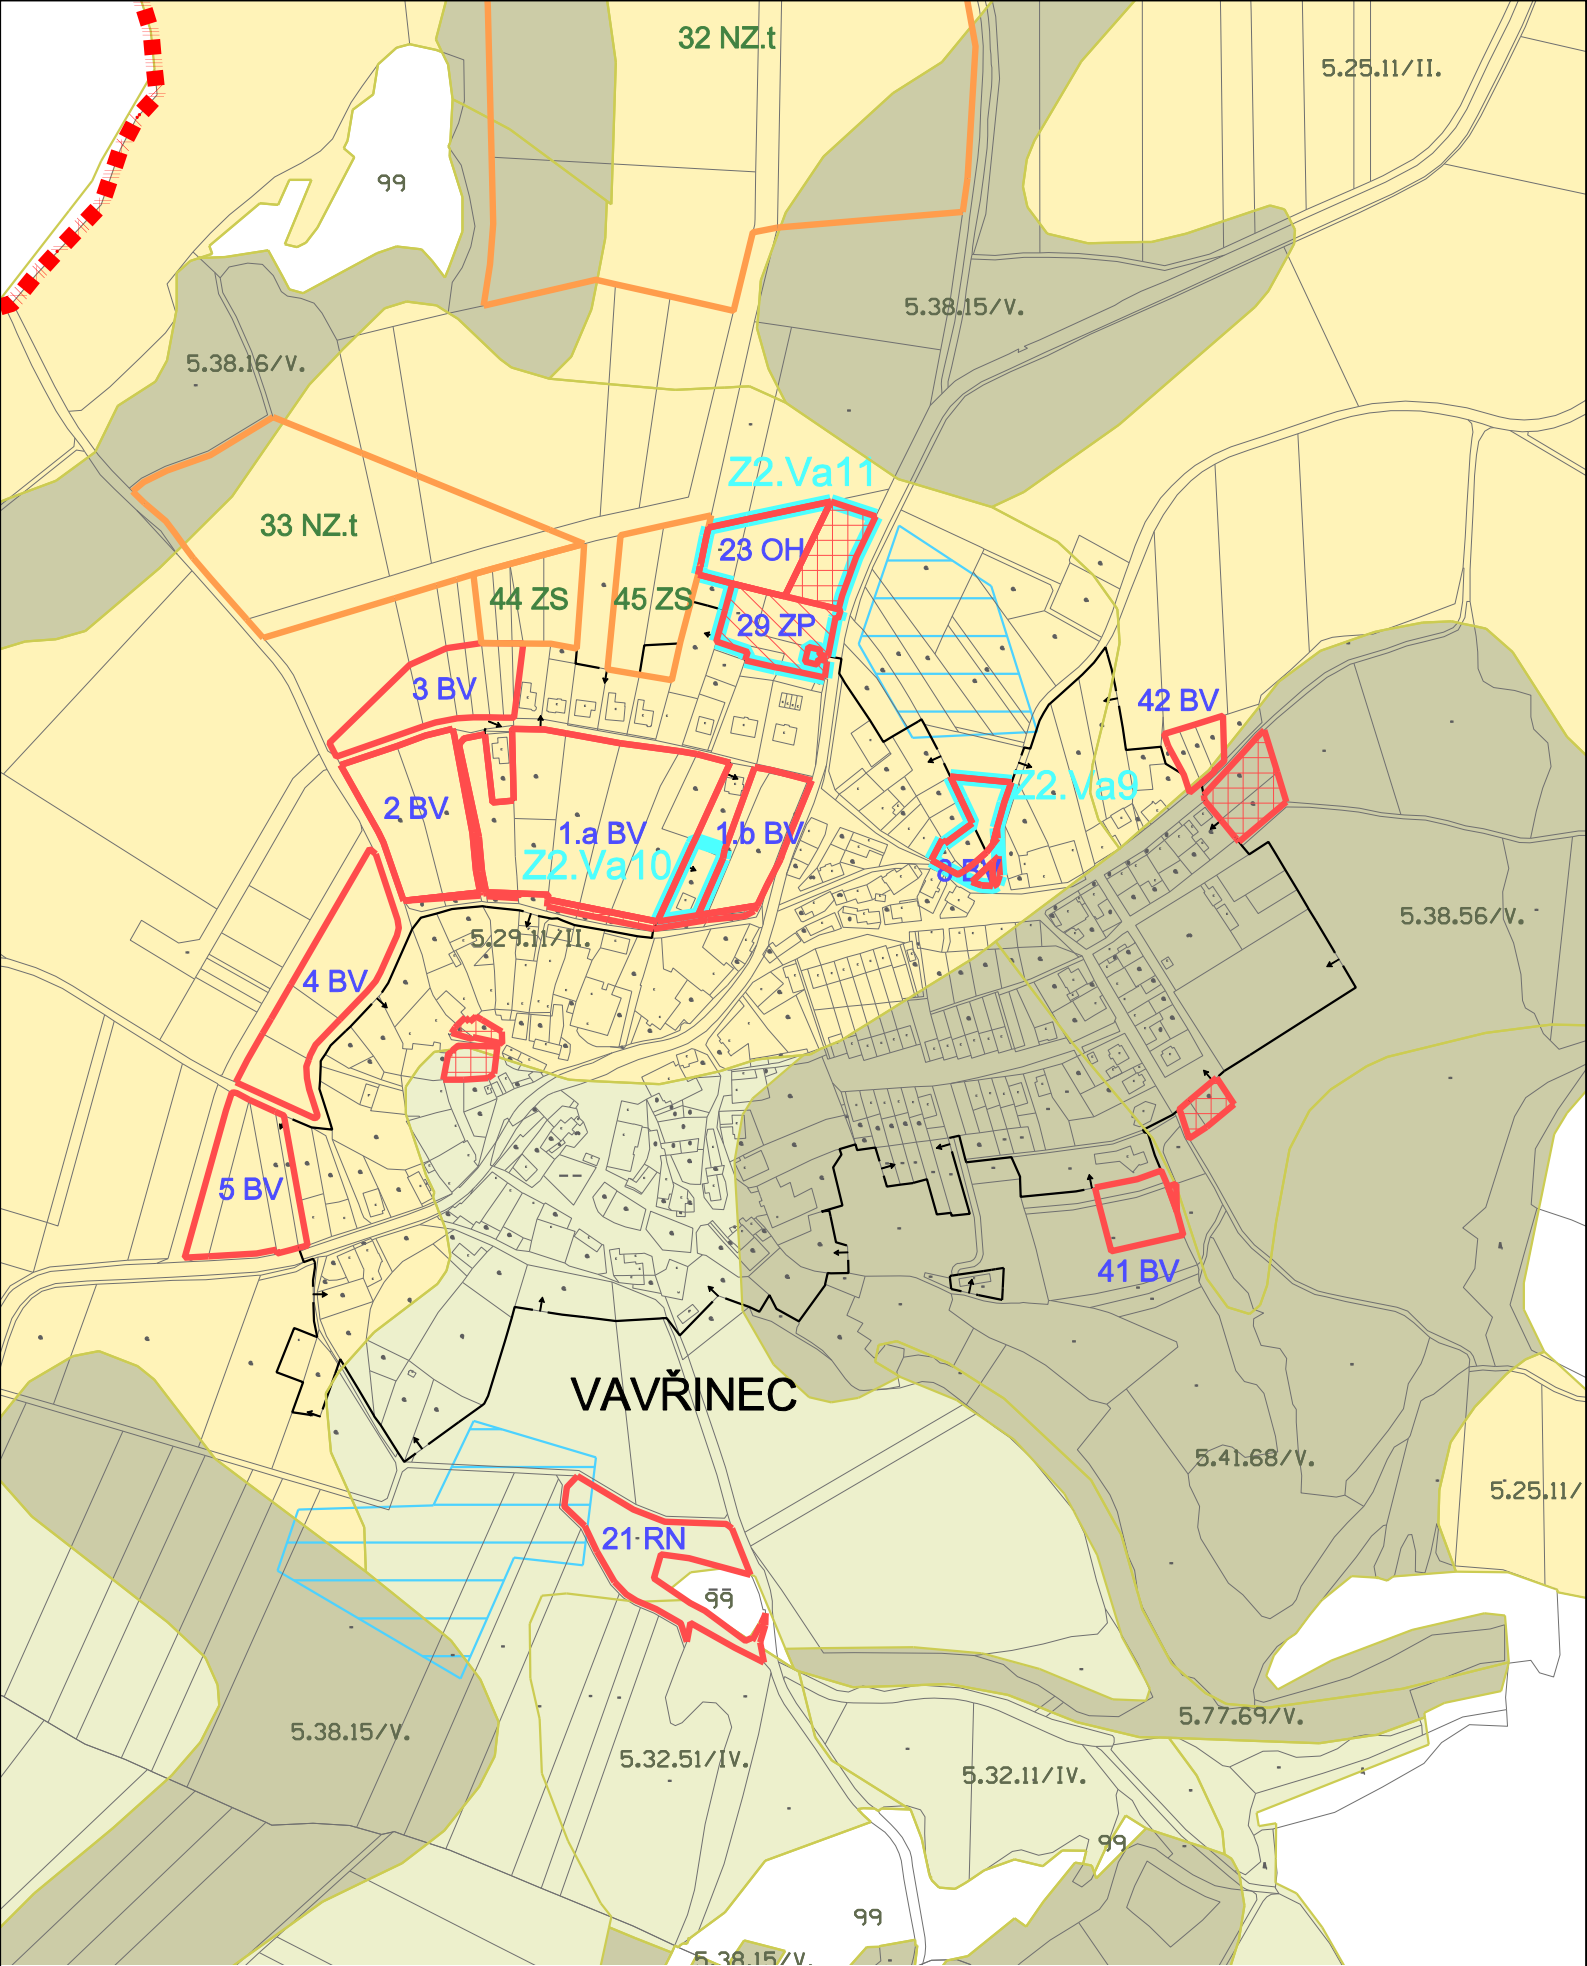 32 NZ.t
5.25.11/II.
99
5.38.15/V.
5.38.16/V.
Z2.Va11
33 NZ.t
23 OH
44 ZS
45 ZS
29 ZP
3 BV
42 BV
Z2.Va9
2 BV
1.a BV
1.b BV
Z2.Va10
8 BV
5.38.56/V.
5.29.11/II.
4 BV
5 BV
41 BV
VAVŘINEC
5.41.68/V.
5.25.11/
21 RN
99
5.38.15/V.
5.77.69/V.
5.32.51/IV.
5.32.11/IV.
99
99
5.38.15/V.